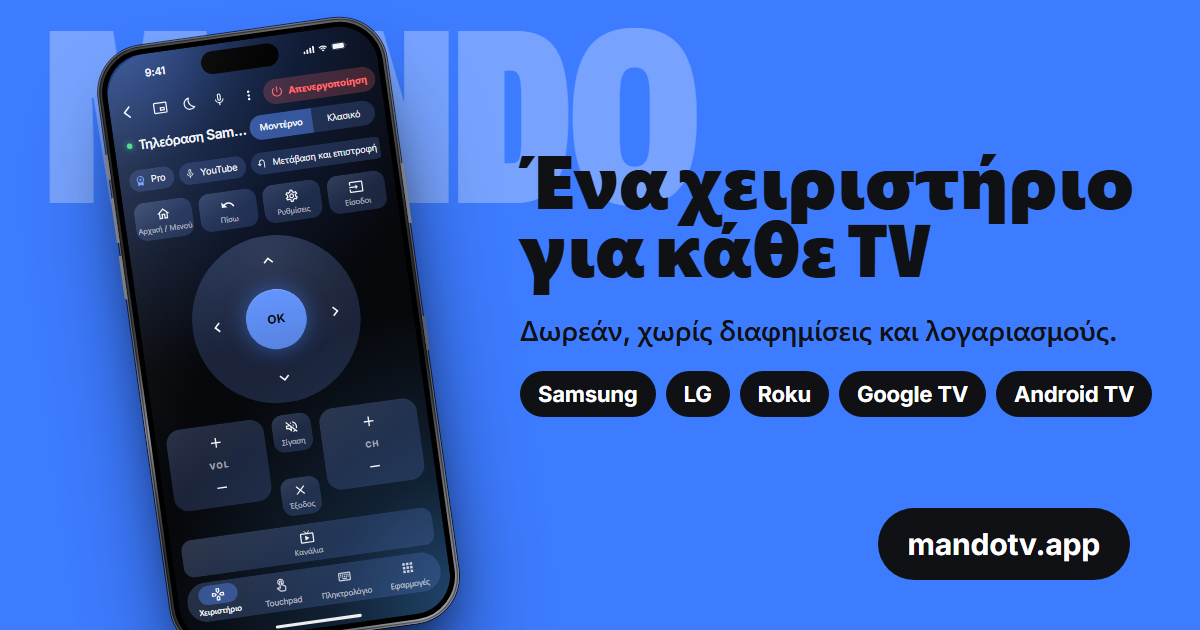 MANDO
9:41
Απενεργοποίηση
Τηλεόραση Sam...
Μοντέρνο
Κλασικό
Pro
YouTube
Μετάβαση και επιστροφή
Αρχική / Μενού
Πίσω
Ρυθμίσεις
Είσοδοι
OK
VOL
Σίγαση
CH
Έξοδος
Κανάλια
Χειριστήριο
Touchpad
Πληκτρολόγιο
Εφαρμογές
Ένα χειριστήριο
για κάθε TV
Δωρεάν, χωρίς διαφημίσεις και λογαριασμούς.
Samsung
LG
Roku
Google TV
Android TV
mandotv.app